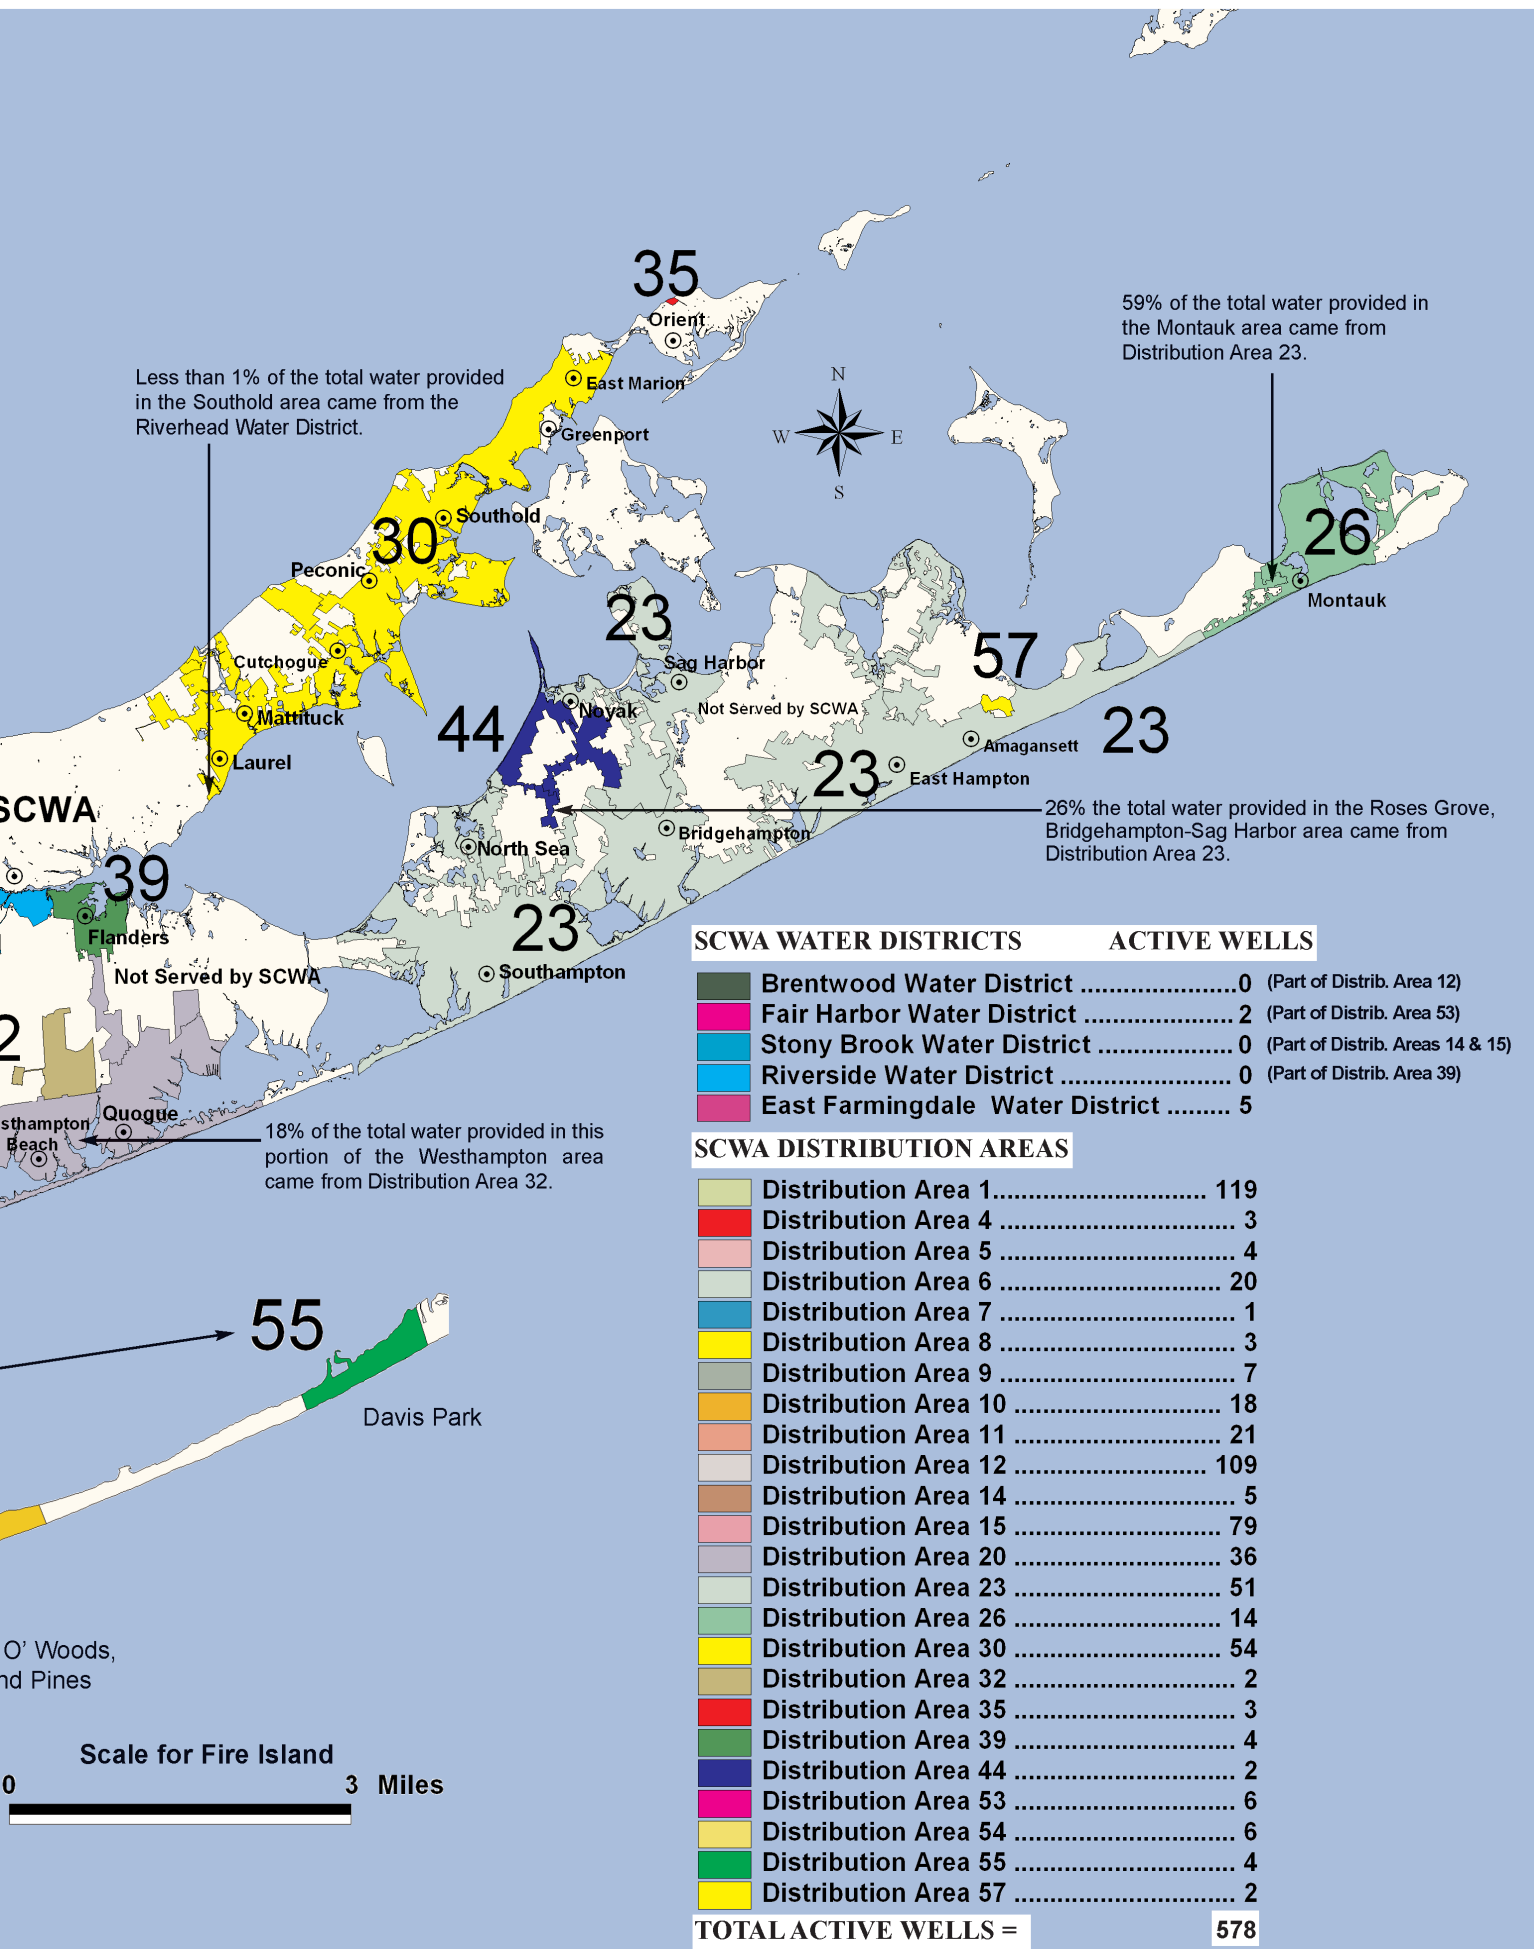 35
Orient
59% of the total water provided in
the Montauk area came from
Distribution Area 23.
Less than 1% of the total water provided
in the Southold area came from the
Riverhead Water District.
East Marion
Greenport
N
W E
S
Southold
30
Peconic
26
Montauk
23
Sag Harbor
57
Cutchogue
Mattituck
Laurel
44
Noyak
Not Served by SCWA
23
Amagansett
23
East Hampton
SCWA
26% the total water provided in the Roses Grove,
Bridgehampton-Sag Harbor area came from
Distribution Area 23.
Bridgehampton
North Sea
39
Flanders
23
Southampton
Not Served by SCWA
2
Quogue
sthampton
Beach
18% of the total water provided in this
portion of the Westhampton area
came from Distribution Area 32.
55
Davis Park
O’ Woods,
nd Pines
Scale for Fire Island
0 3 Miles
SCWA WATER DISTRICTS ACTIVE WELLS
Brentwood Water District ......................0 (Part of Distrib. Area 12)
Fair Harbor Water District ..................... 2 (Part of Distrib. Area 53)
Stony Brook Water District ................... 0 (Part of Distrib. Areas 14 & 15)
Riverside Water District ........................ 0 (Part of Distrib. Area 39)
East Farmingdale  Water District ......... 5
SCWA DISTRIBUTION AREAS
Distribution Area 1.............................. 119
Distribution Area 4 ................................. 3
Distribution Area 5 ................................. 4
Distribution Area 6 ............................... 20
Distribution Area 7 ................................. 1
Distribution Area 8 ................................. 3
Distribution Area 9 ................................. 7
Distribution Area 10 ............................. 18
Distribution Area 11 ............................. 21
Distribution Area 12 ........................... 109
Distribution Area 14 ............................... 5
Distribution Area 15 ............................. 79
Distribution Area 20 ............................. 36
Distribution Area 23 ............................. 51
Distribution Area 26 ............................. 14
Distribution Area 30 ............................. 54
Distribution Area 32 ............................... 2
Distribution Area 35 ............................... 3
Distribution Area 39 ............................... 4
Distribution Area 44 ............................... 2
Distribution Area 53 ............................... 6
Distribution Area 54 ............................... 6
Distribution Area 55 ............................... 4
Distribution Area 57 ............................... 2
TOTAL ACTIVE WELLS = 578